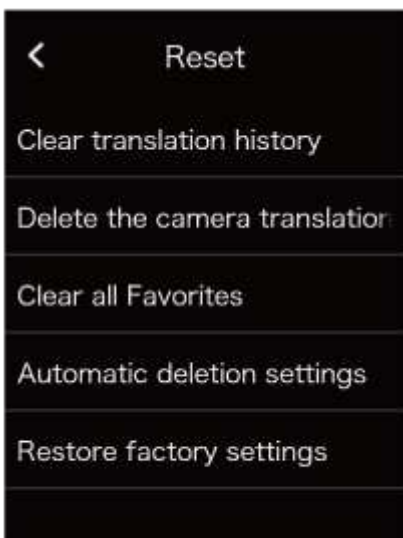 Reset
Clear translation history
Delete the camera translation
Clear all Favorites
Automatic deletion settings
Restore factory settings